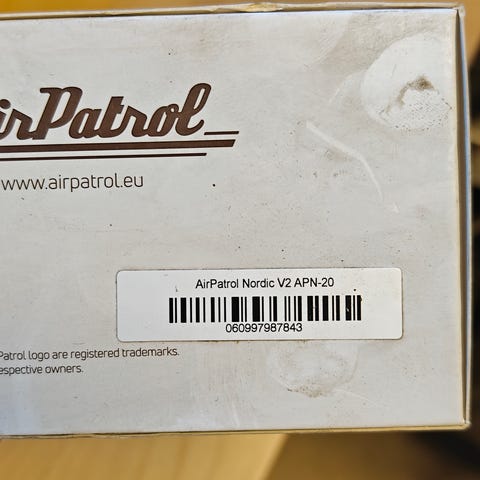 irPatrol
www.airpatrol.eu
AirPatrol Nordic V2 APN-20
060997987843
Patrol logo are registered trademarks.
espective owners.